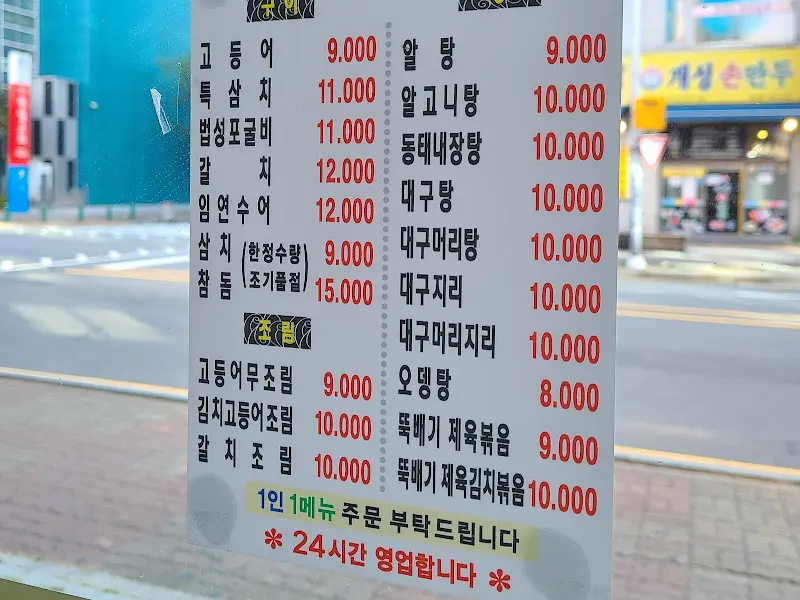 구이
고등어 9.000
특삼치 11.000
법성포굴비 11.000
갈치 12.000
임연수어 12.000
삼치 (한정수량 9.000
참돔 조기품절) 15.000
조림
고등어무조림 9.000
김치고등어조림 10.000
갈치조림 10.000
알탕 9.000
알고니탕 10.000
동태내장탕 10.000
대구탕 10.000
대구머리탕 10.000
대구지리 10.000
대구머리지리 10.000
오뎅탕 8.000
뚝배기 제육볶음 9.000
뚝배기 제육김치볶음 10.000
1인 1메뉴 주문 부탁드립니다
* 24시간 영업합니다 *
개성 손만두